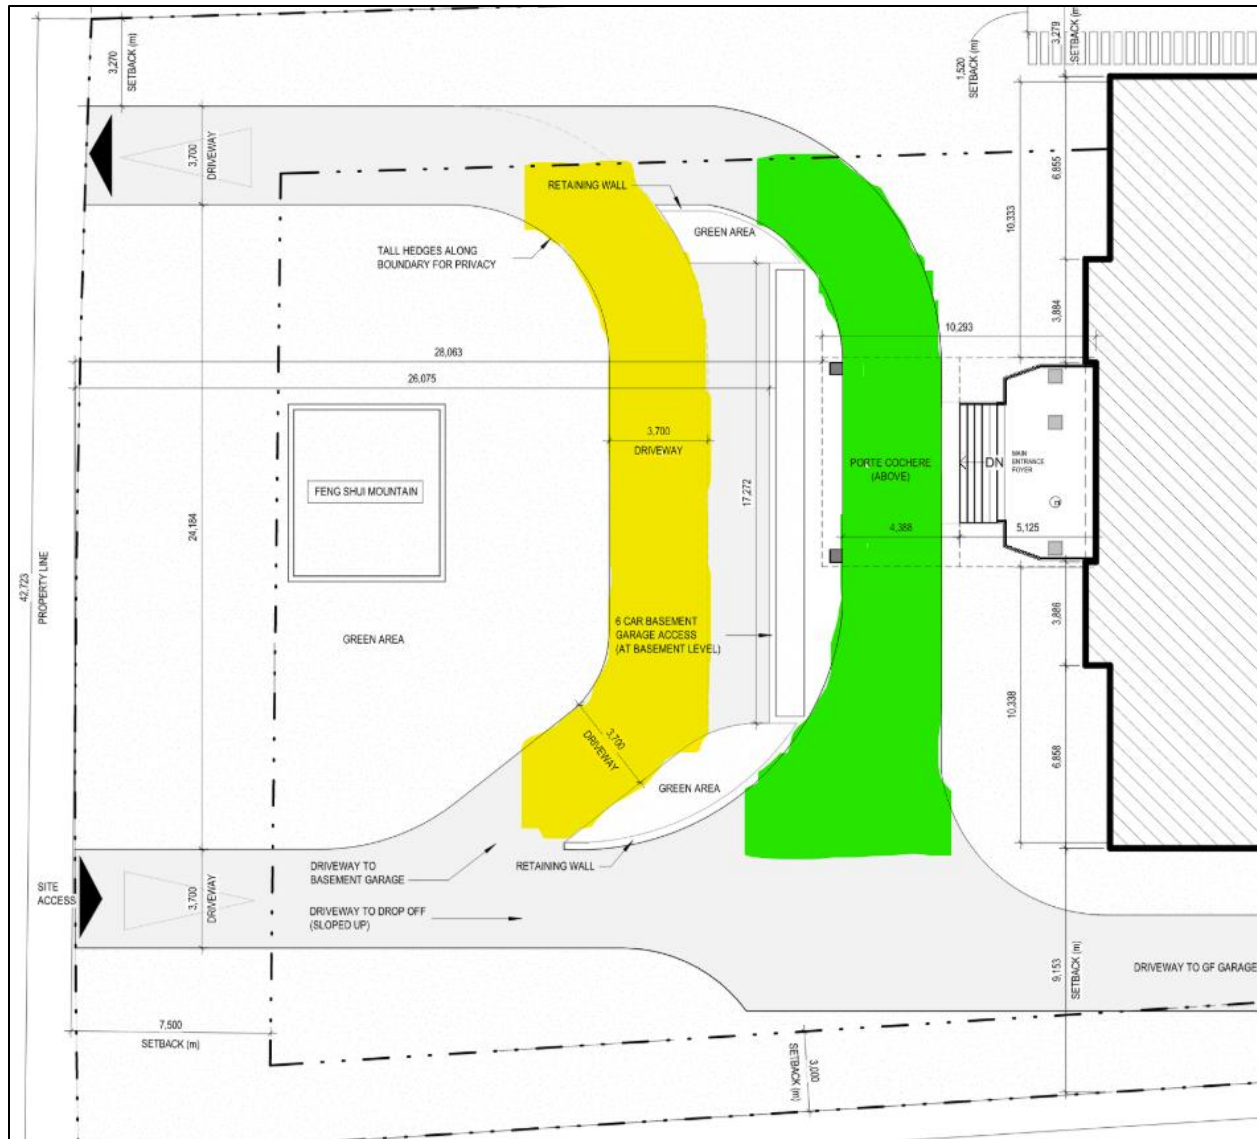 3,270
SETBACK (m)
3,279
SETBACK (m)
1,520
SETBACK (m)
3,700
DRIVEWAY
RETAINING WALL
GREEN AREA
TALL HEDGES ALONG
BOUNDARY FOR PRIVACY
6,855
10,333
3,884
10,293
28,063
26,075
3,700
DRIVEWAY
FENG SHUI MOUNTAIN
17,272
PORTE COCHERE
(ABOVE)
DN
MAIN
ENTRANCE
FOYER
4,388
5,125
24,184
42,723
PROPERTY LINE
GREEN AREA
6 CAR BASEMENT
GARAGE ACCESS
(AT BASEMENT LEVEL)
3,886
10,338
6,858
3,700
DRIVEWAY
GREEN AREA
DRIVEWAY TO
BASEMENT GARAGE
RETAINING WALL
SITE
ACCESS
3,700
DRIVEWAY
DRIVEWAY TO DROP OFF
(SLOPED UP)
9,153
SETBACK (m)
DRIVEWAY TO GF GARAGE
7,500
SETBACK (m)
3,000
SETBACK (m)